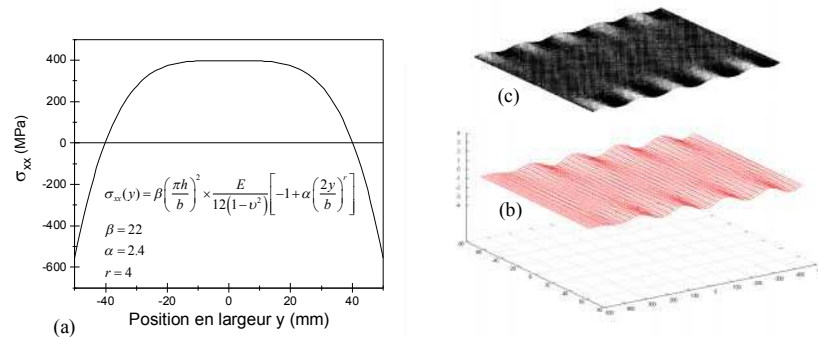 400
200
0
-200
-400
-600
σxx (MPa)
σxx(y) = β(πh/b)² × E/12(1−υ²) [−1+α(2y/b)^r]
β = 22
α = 2.4
r = 4
-40 -20 0 20 40
Position en largeur y (mm)
(a)
(c)
(b)